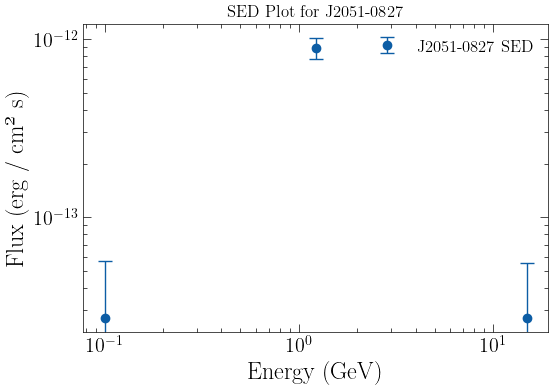 SED Plot for J2051-0827
J2051-0827 SED
Flux (erg / cm² s)
10⁻¹²
10⁻¹³
10⁻¹
10⁰
10¹
Energy (GeV)